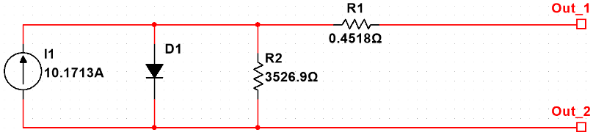 Out_1
R1
0.4518Ω
I1
10.1713A
D1
R2
3526.9Ω
Out_2